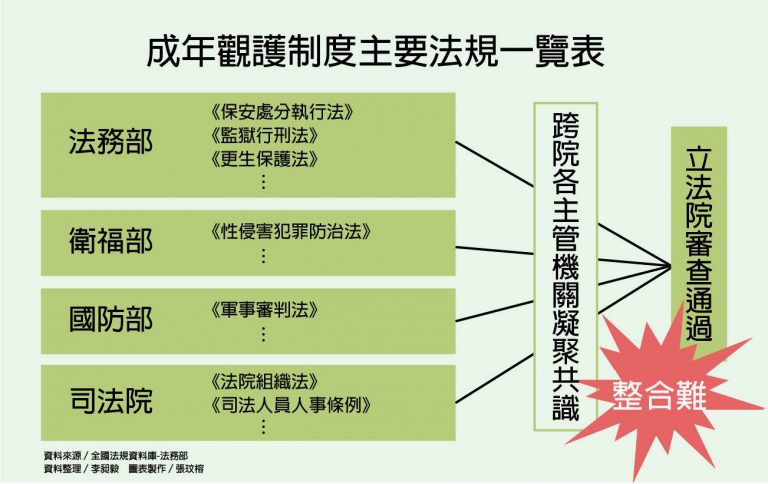 成年觀護制度主要法規一覽表
法務部
《保安處分執行法》
《監獄行刑法》
《更生保護法》
⋮
衛福部
《性侵害犯罪防治法》
⋮
國防部
《軍事審判法》
⋮
司法院
《法院組織法》
《司法人員人事條例》
⋮
跨院各主管機關凝聚共識
立法院審查通過
整合難
資料來源/全國法規資料庫-法務部
資料整理/李昶毅 圖表製作/張玟榕